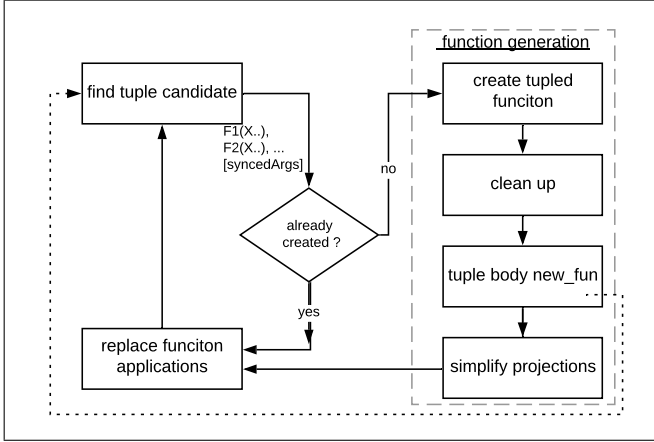 function generation
find tuple candidate
create tupled
funciton
F1(X..),
F2(X..), ...
[syncedArgs]
no
clean up
already
created ?
tuple body new_fun
yes
replace funciton
applications
simplify projections